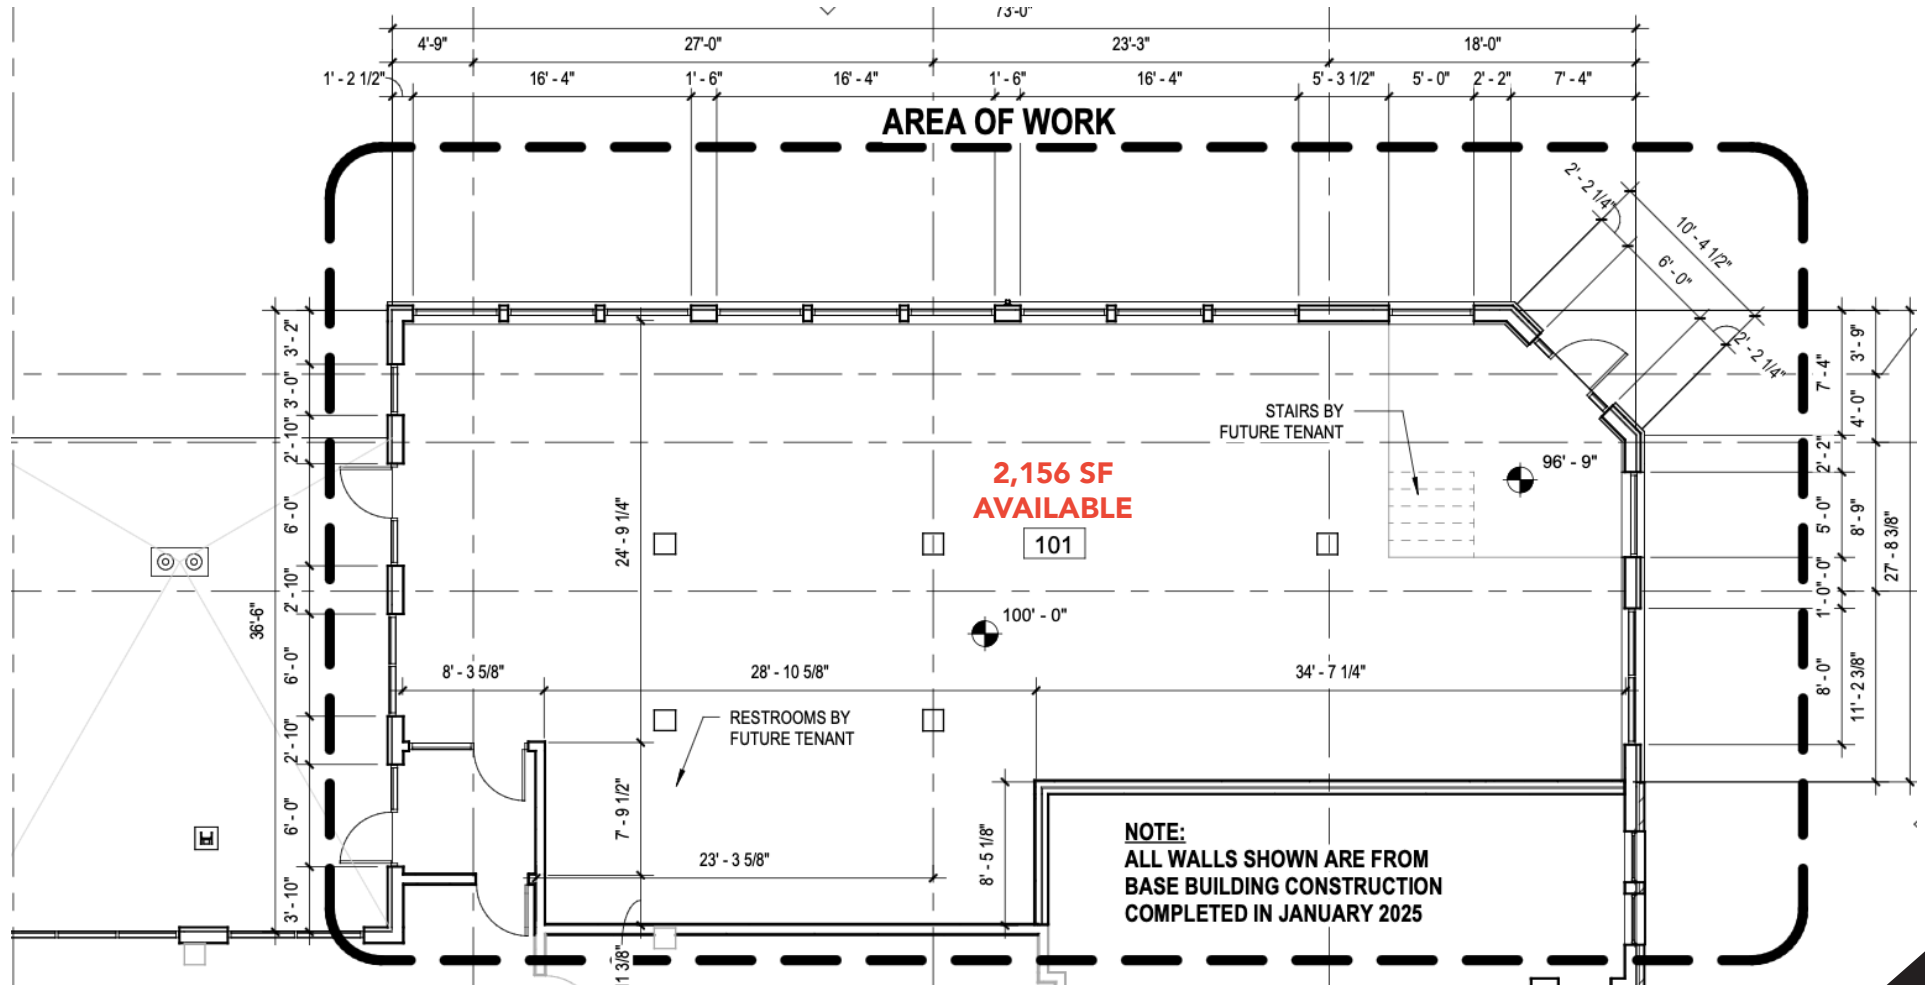 73'-0"
4'-9"
27'-0"
23'-3"
18'-0"
1' - 2 1/2"
16' - 4"
1' - 6"
16' - 4"
1' - 6"
16' - 4"
5' - 3 1/2"
5' - 0"
2' - 2"
7' - 4"
AREA OF WORK
2' - 2 1/4"
10' - 4 1/2"
6' - 0"
2' - 2 1/4"
3' - 2"
3' - 0"
2' - 10"
6' - 0"
2' - 10"
6' - 0"
2' - 10"
6' - 0"
3' - 10"
36'-6"
24' - 9 1/4"
7' - 9 1/2"
1 3/8"
STAIRS BY
FUTURE TENANT
96' - 9"
2,156 SF
AVAILABLE
101
100' - 0"
8' - 3 5/8"
28' - 10 5/8"
34' - 7 1/4"
RESTROOMS BY
FUTURE TENANT
23' - 3 5/8"
8' - 5 1/8"
NOTE:
ALL WALLS SHOWN ARE FROM
BASE BUILDING CONSTRUCTION
COMPLETED IN JANUARY 2025
7' - 4"
2' - 2"
5' - 0"
1' - 0"
8' - 0"
3' - 9"
4' - 0"
8' - 9"
11' - 2 3/8"
27' - 8 3/8"